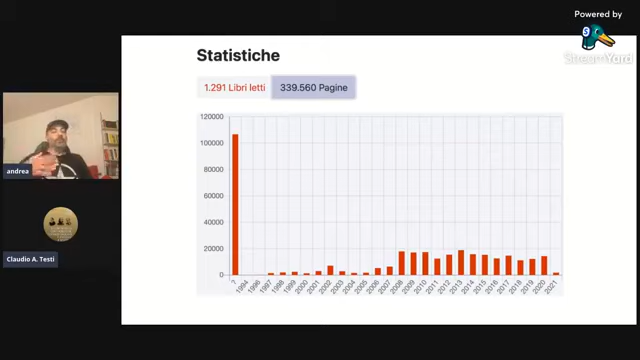 Powered by
StreamYard
Statistiche
1.291 Libri letti
339.560 Pagine
120000
100000
80000
60000
40000
20000
0
? 1994 1996 1997 1998 1999 2000 2001 2002 2003 2004 2005 2006 2007 2008 2009 2010 2011 2012 2013 2014 2015 2016 2017 2018 2019 2020 2021
andrea
Claudio A. Testi